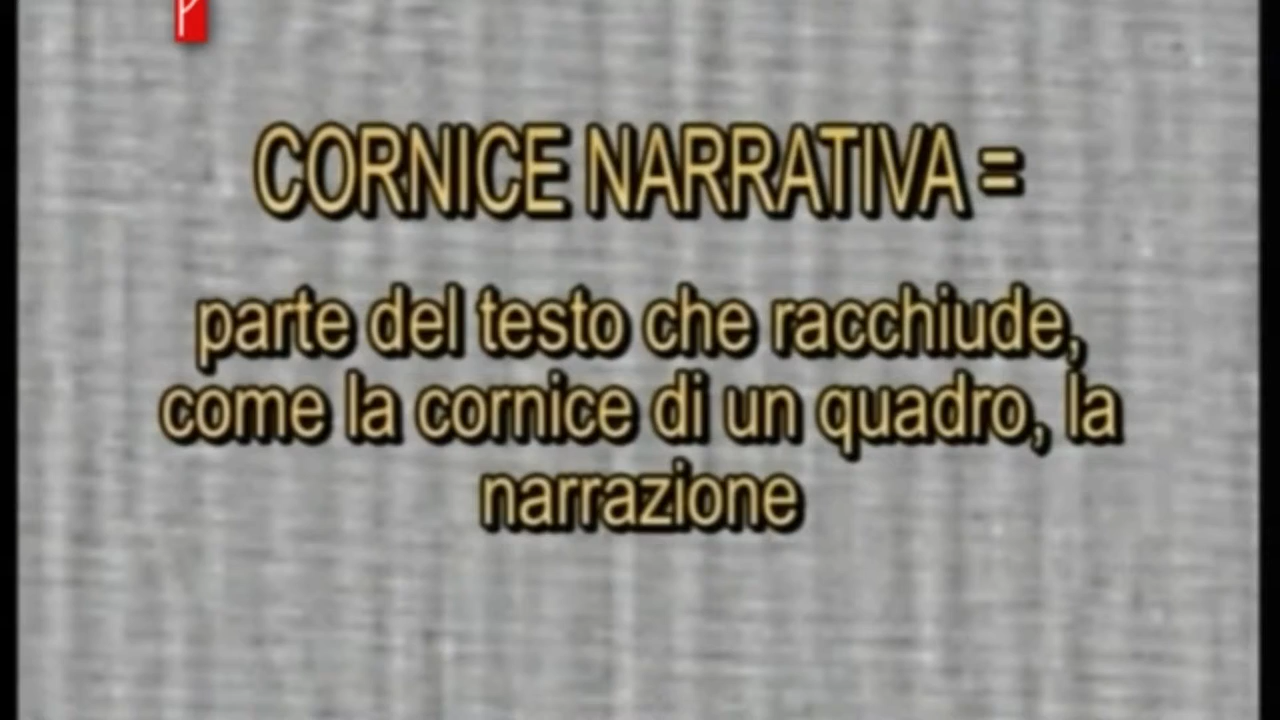 CORNICE NARRATIVA =
parte del testo che racchiude,
come la cornice di un quadro, la
narrazione